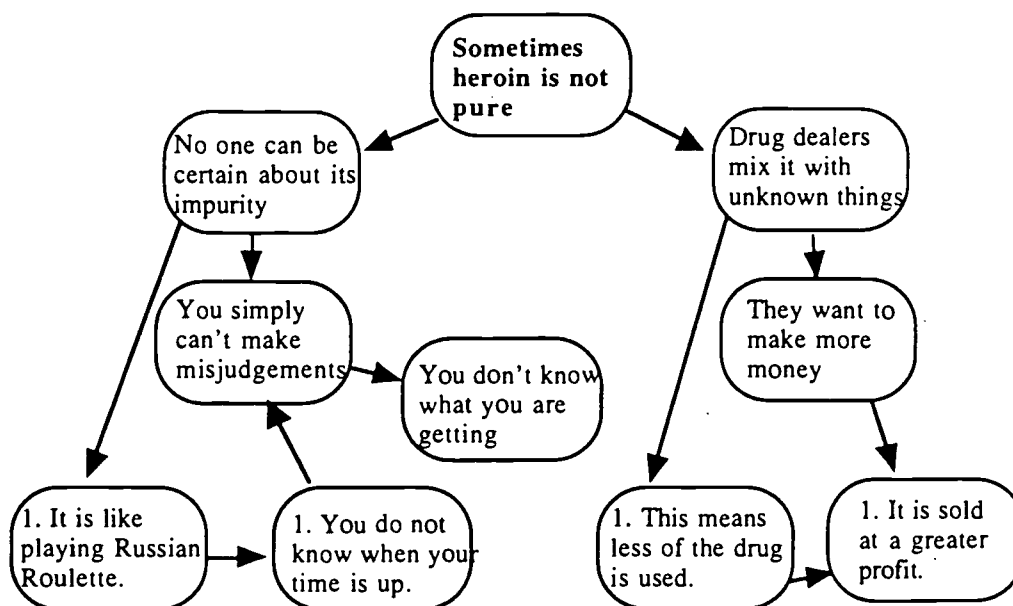 Sometimes
heroin is not
pure
No one can be
certain about its
impurity
Drug dealers
mix it with
unknown things
You simply
can't make
misjudgements
They want to
make more
money
You don't know
what you are
getting
1. It is like
playing Russian
Roulette.
1. You do not
know when your
time is up.
1. This means
less of the drug
is used.
1. It is sold
at a greater
profit.